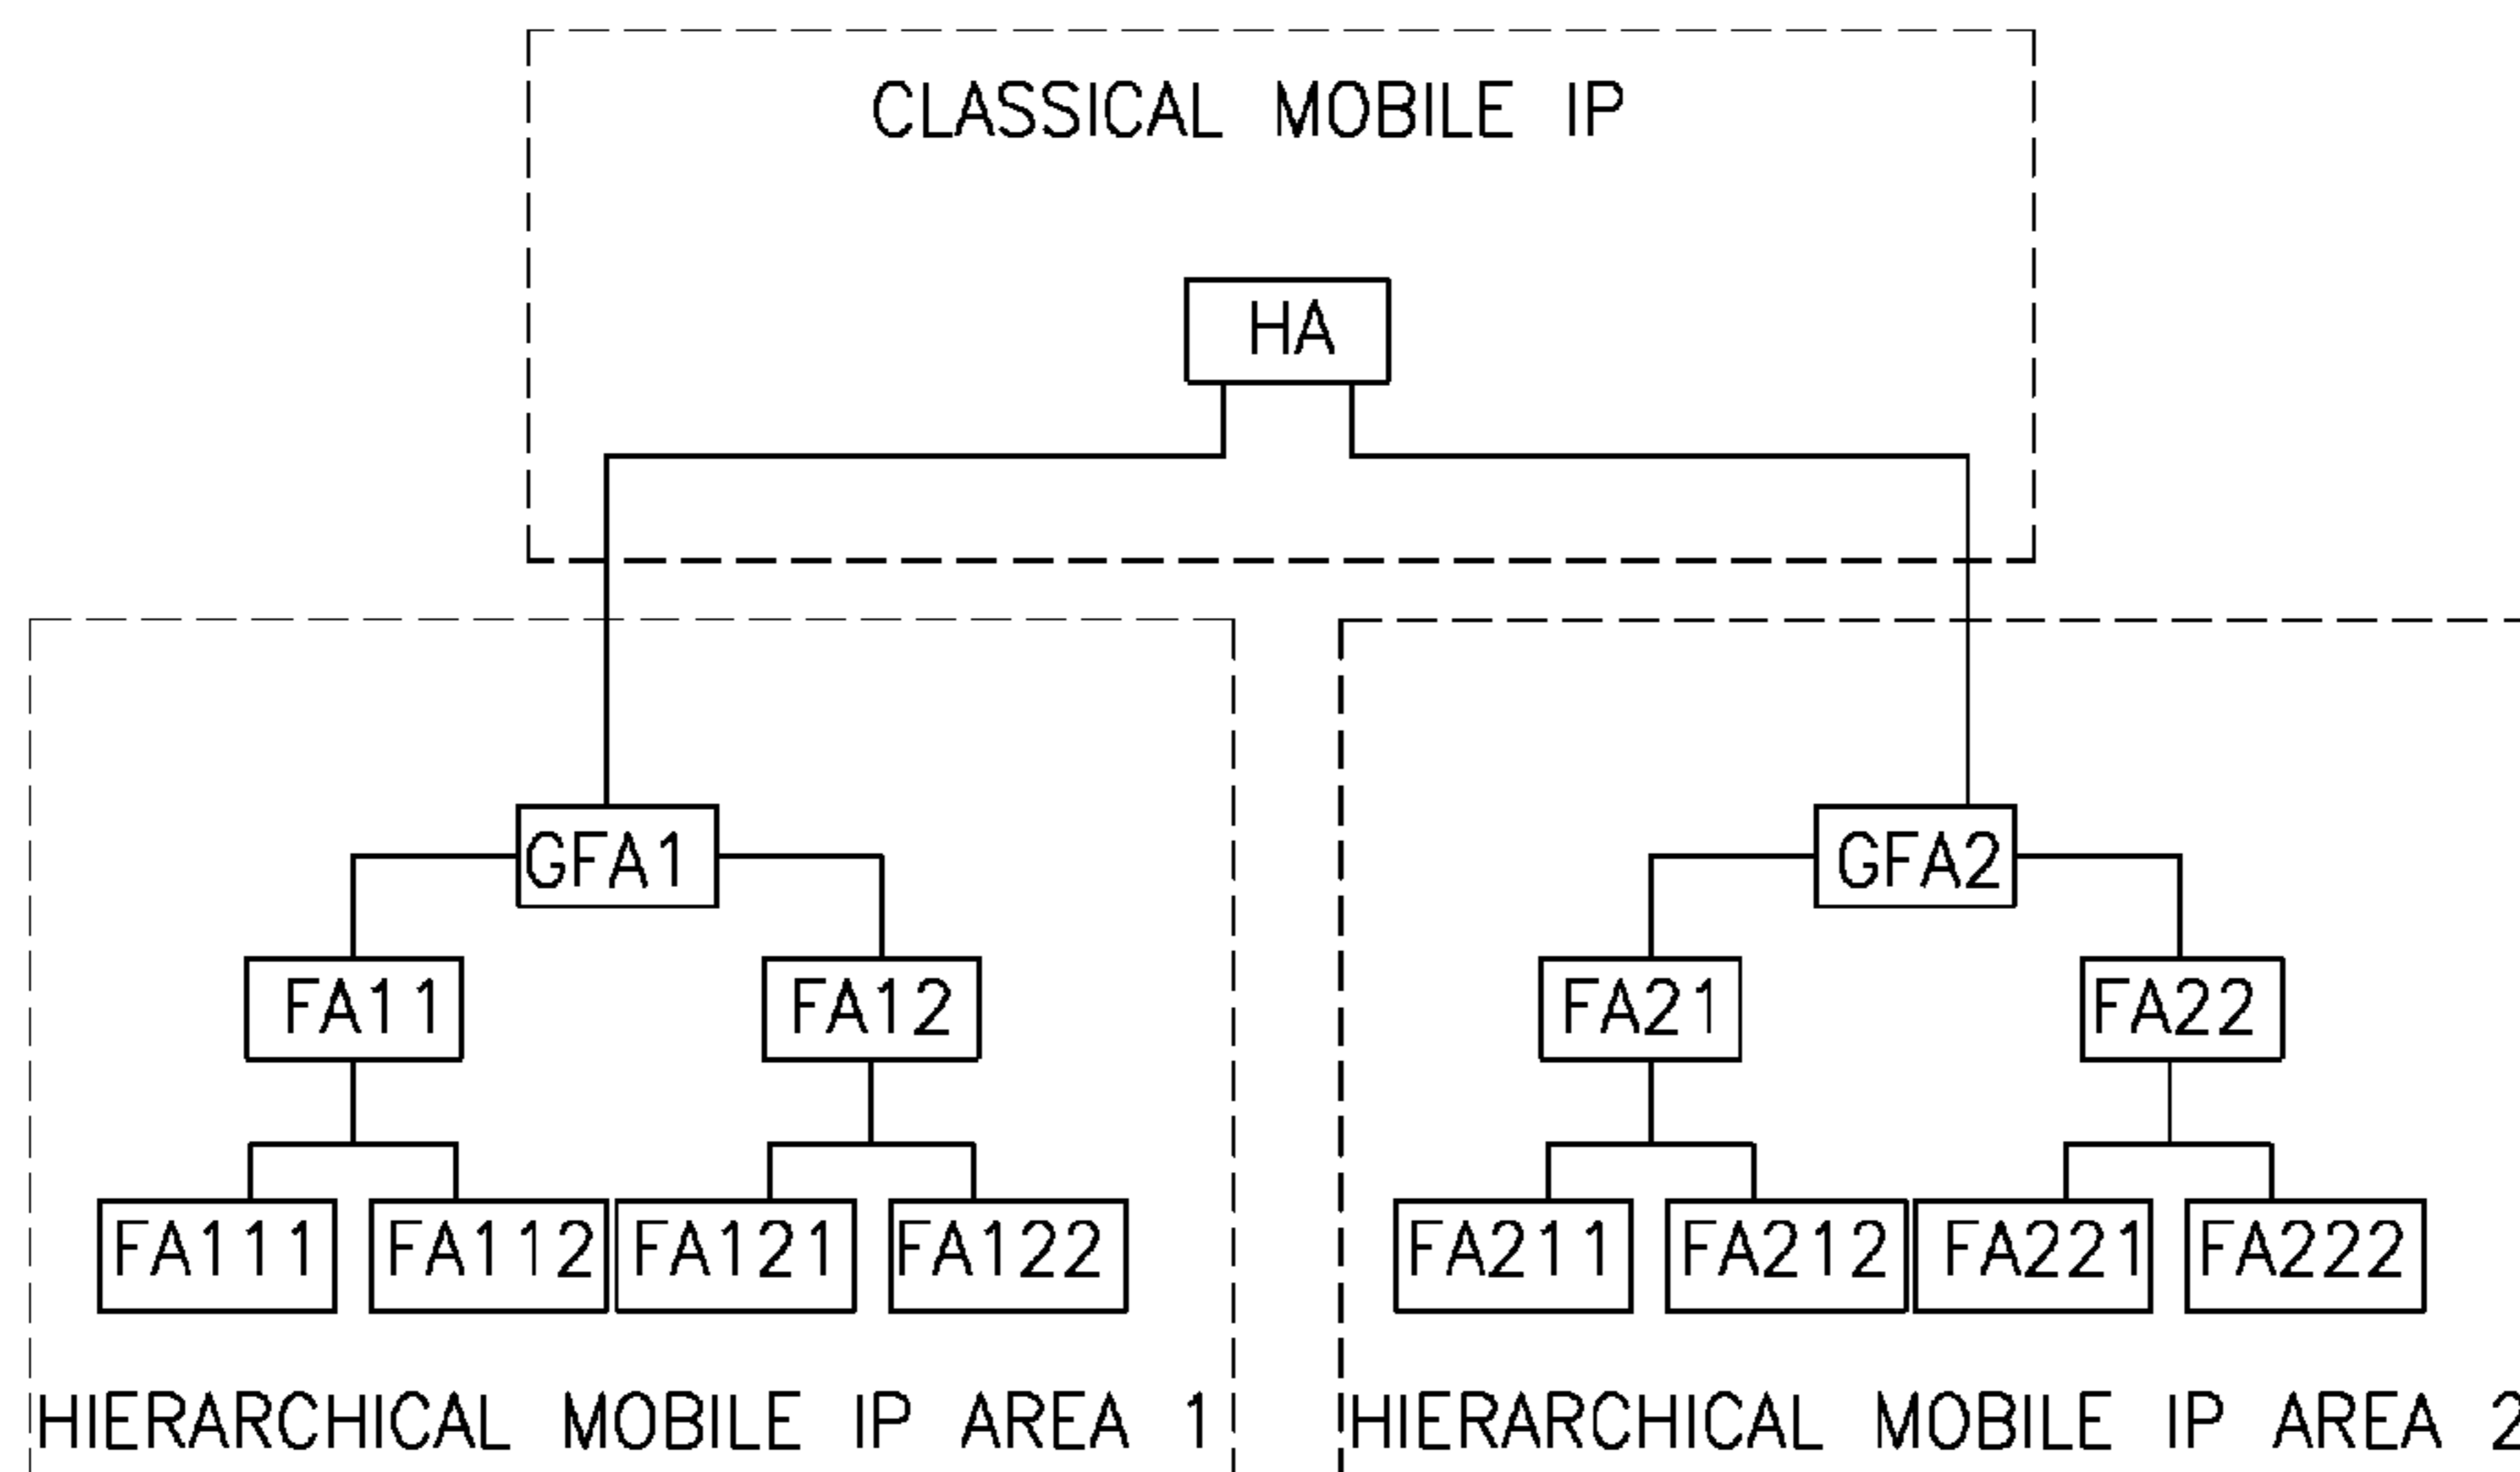 CLASSICAL MOBILE IP
HA
GFA1
GFA2
FA11
FA12
FA21
FA22
FA111
FA112
FA121
FA122
FA211
FA212
FA221
FA222
HIERARCHICAL MOBILE IP AREA 1
HIERARCHICAL MOBILE IP AREA 2